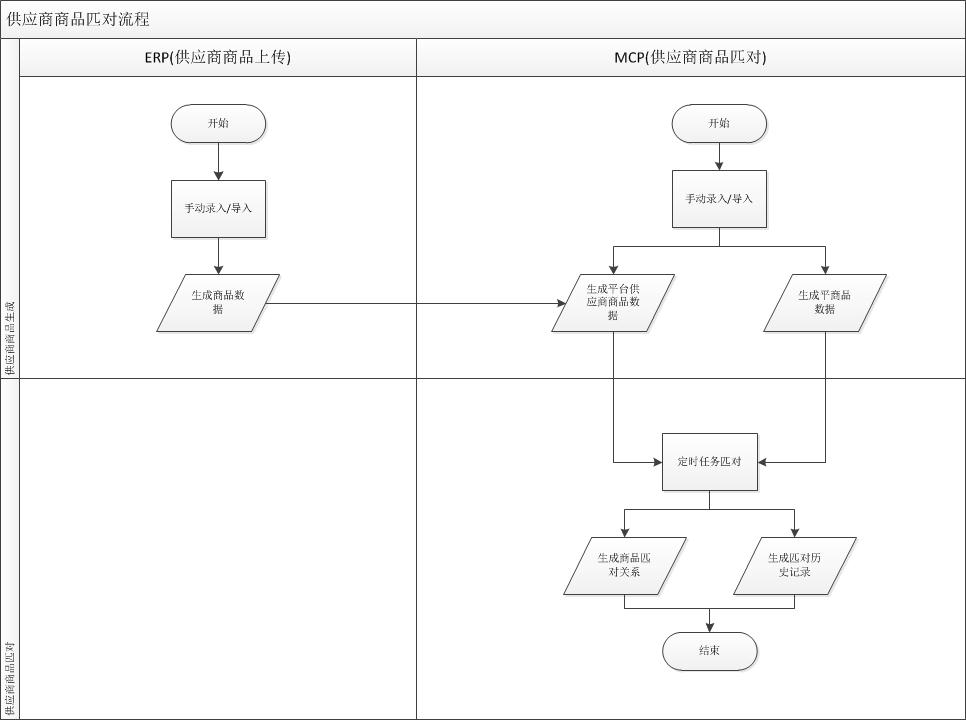 供应商商品匹对流程
ERP(供应商商品上传)
MCP(供应商商品匹对)
供应商商品生成
开始
手动录入/导入
生成商品数
据
开始
手动录入/导入
生成平台供
应商商品数
据
生成平商品
数据
供应商商品匹对
定时任务匹对
生成商品匹
对关系
生成匹对历
史记录
结束